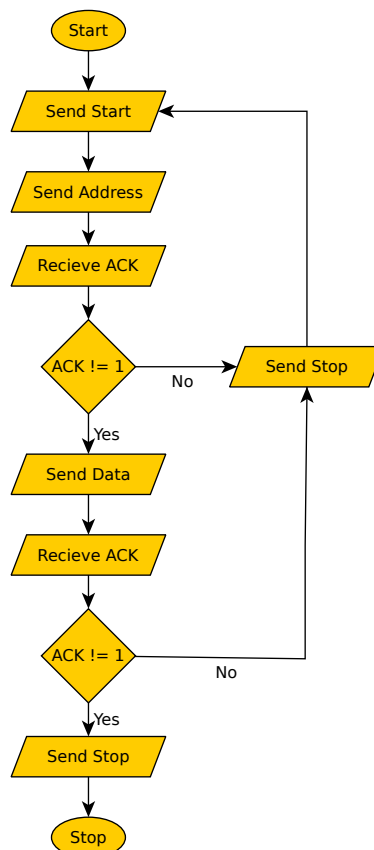 Start
Send Start
Send Address
Recieve ACK
ACK != 1
No
Send Stop
Yes
Send Data
Recieve ACK
ACK != 1
No
Yes
Send Stop
Stop